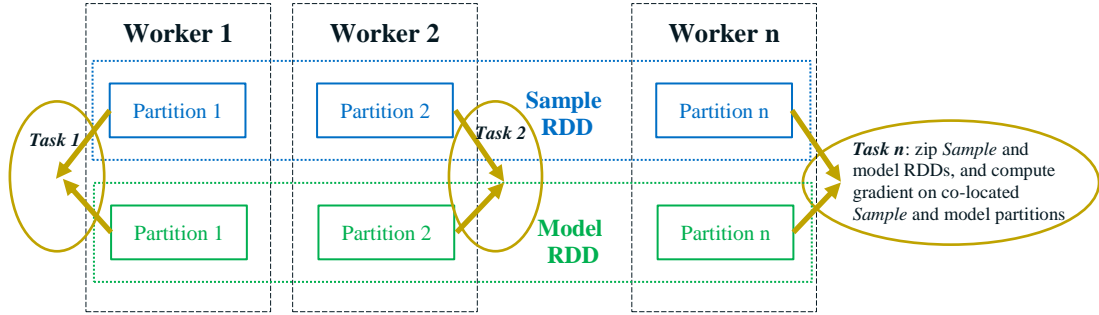 Worker 1
Worker 2
Worker n
Partition 1
Partition 2
Sample
RDD
Partition n
Task 1
Task 2
Task n: zip Sample and
model RDDs, and compute
gradient on co-located
Sample and model partitions
Partition 1
Partition 2
Model
RDD
Partition n